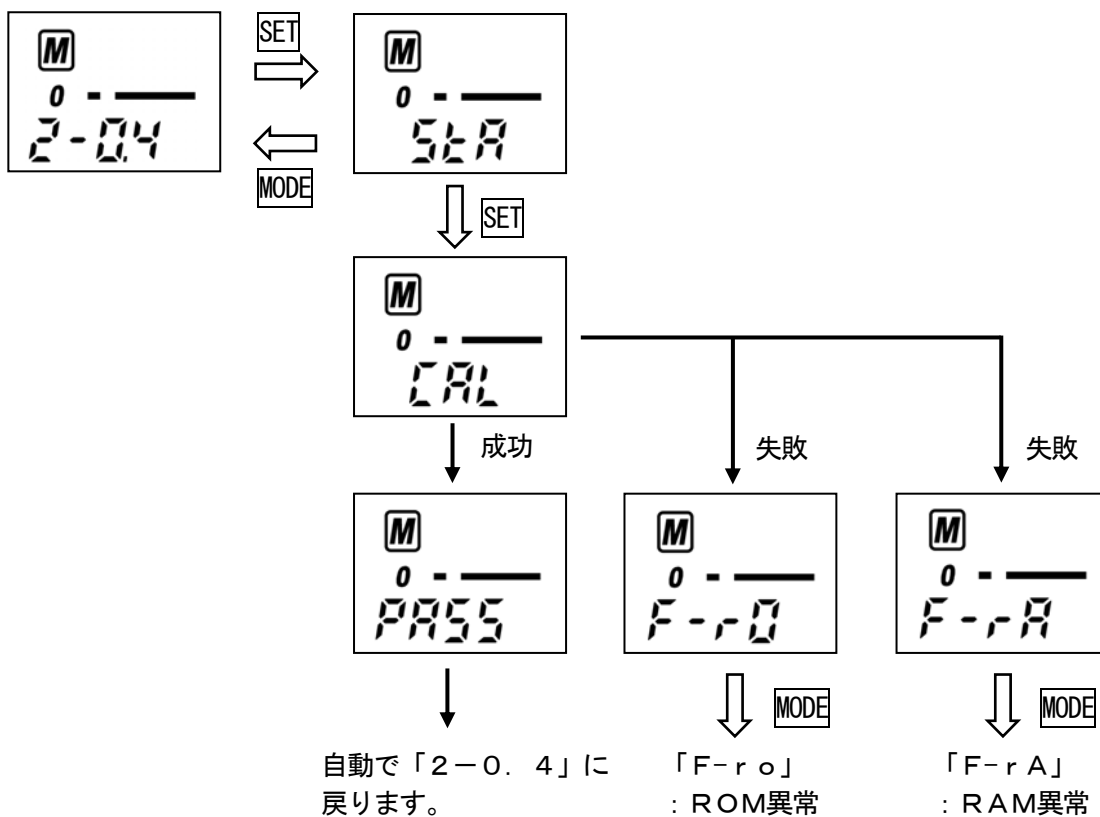 M
0
2-0.4
SET
MODE
M
0
StA
SET
M
0
CAL
成功
失敗
失敗
M
0
PASS
M
0
F-r0
M
0
F-rA
MODE
MODE
自動で「２－０．４」に
戻ります。
「Ｆ-ｒｏ」
：ＲＯＭ異常
「Ｆ-ｒＡ」
：ＲＡＭ異常